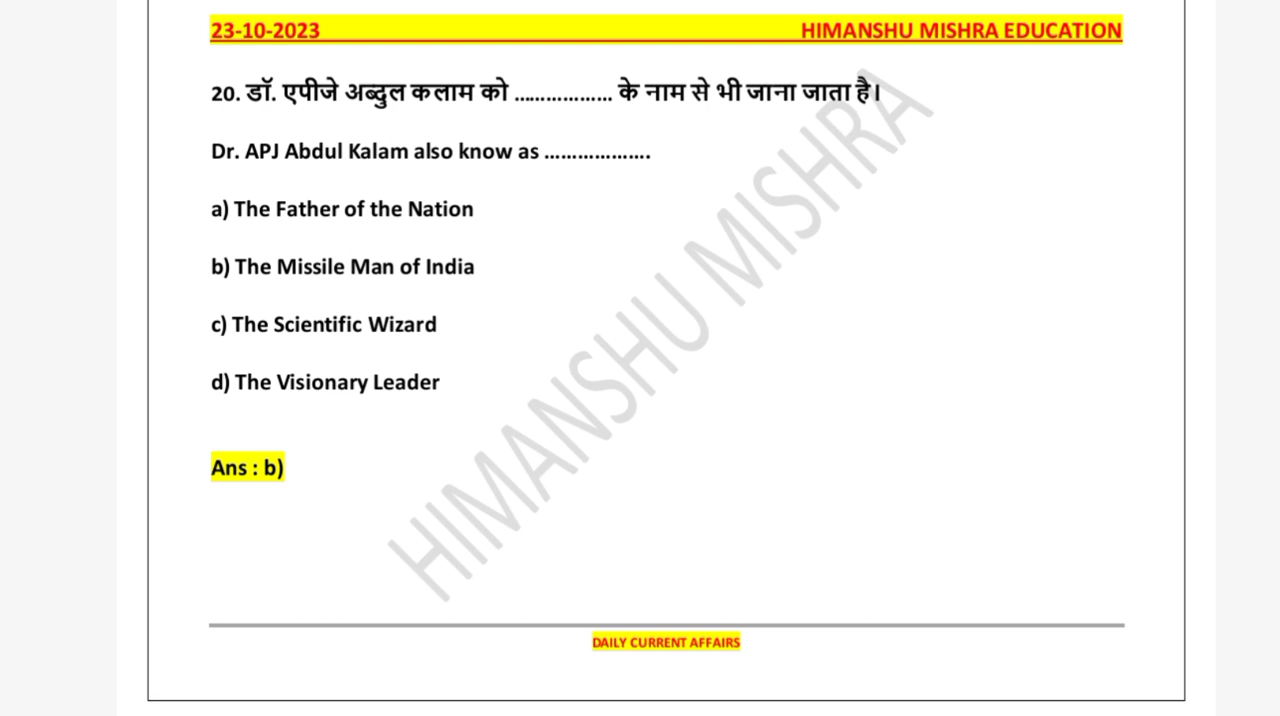 23-10-2023 HIMANSHU MISHRA EDUCATION
20. डॉ. एपीजे अब्दुल कलाम को .................. के नाम से भी जाना जाता है।
Dr. APJ Abdul Kalam also know as ...................
a) The Father of the Nation
b) The Missile Man of India
c) The Scientific Wizard
d) The Visionary Leader
Ans : b)
HIMANSHU MISHRA
DAILY CURRENT AFFAIRS